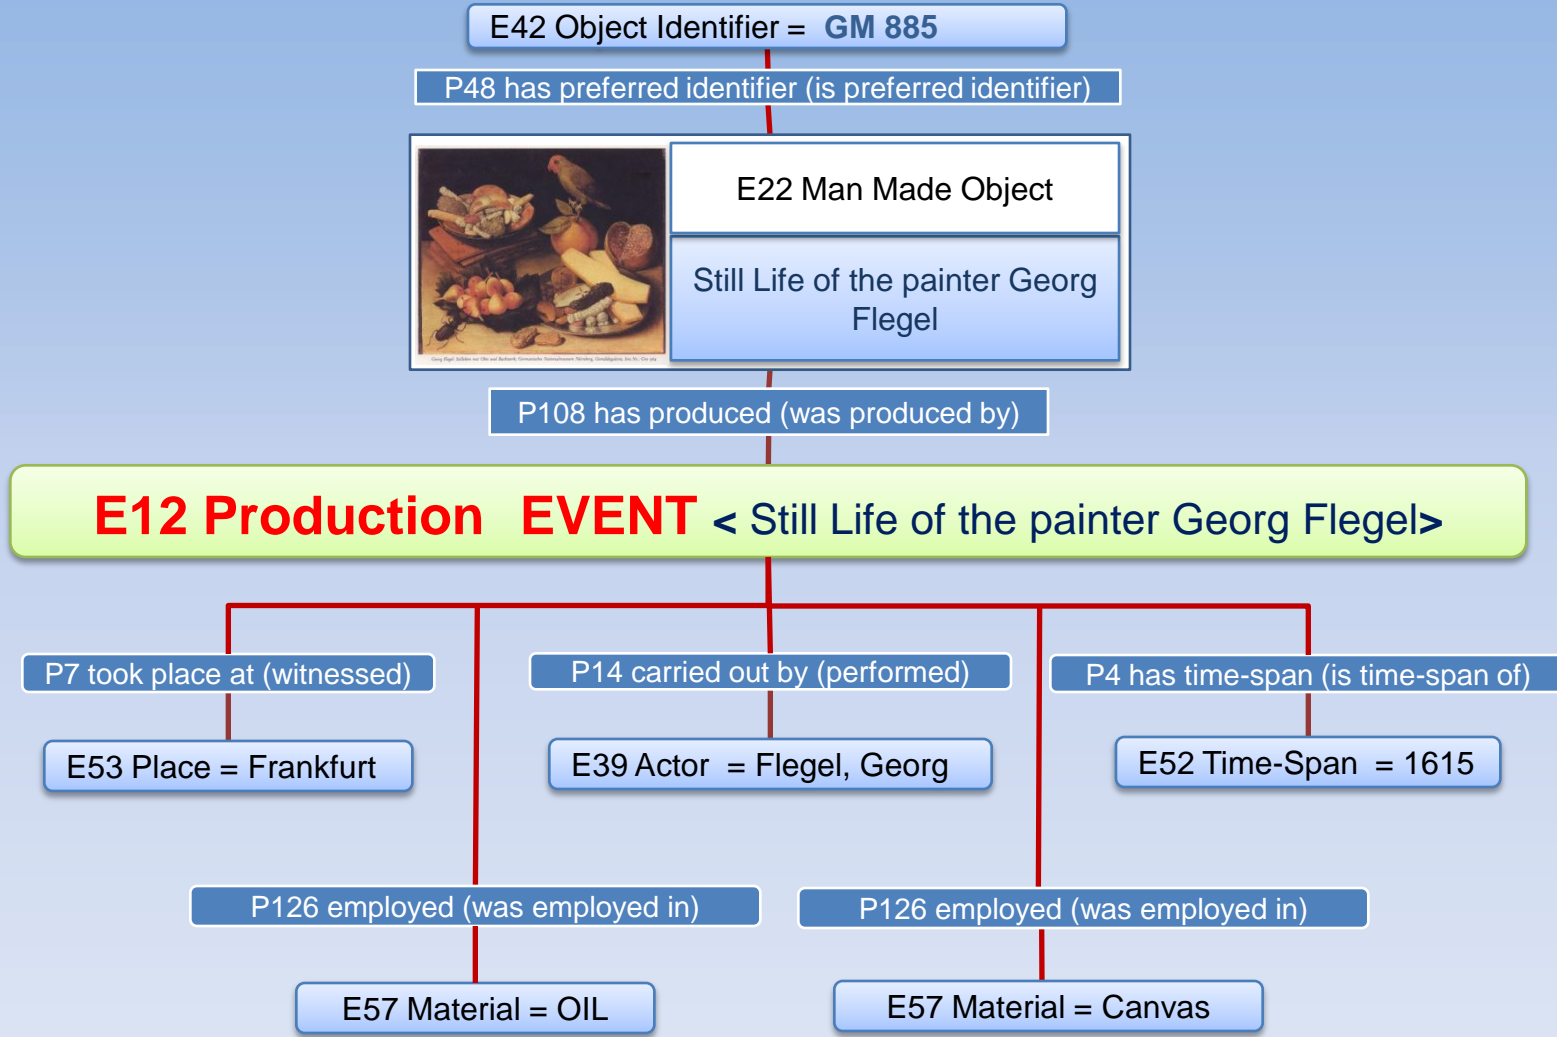 E42 Object Identifier = GM 885
P48 has preferred identifier (is preferred identifier)
E22 Man Made Object
Still Life of the painter Georg
Flegel
P108 has produced (was produced by)
E12 Production EVENT < Still Life of the painter Georg Flegel>
P7 took place at (witnessed)
P14 carried out by (performed)
P4 has time-span (is time-span of)
E53 Place = Frankfurt
E39 Actor = Flegel, Georg
E52 Time-Span = 1615
P126 employed (was employed in)
P126 employed (was employed in)
E57 Material = OIL
E57 Material = Canvas